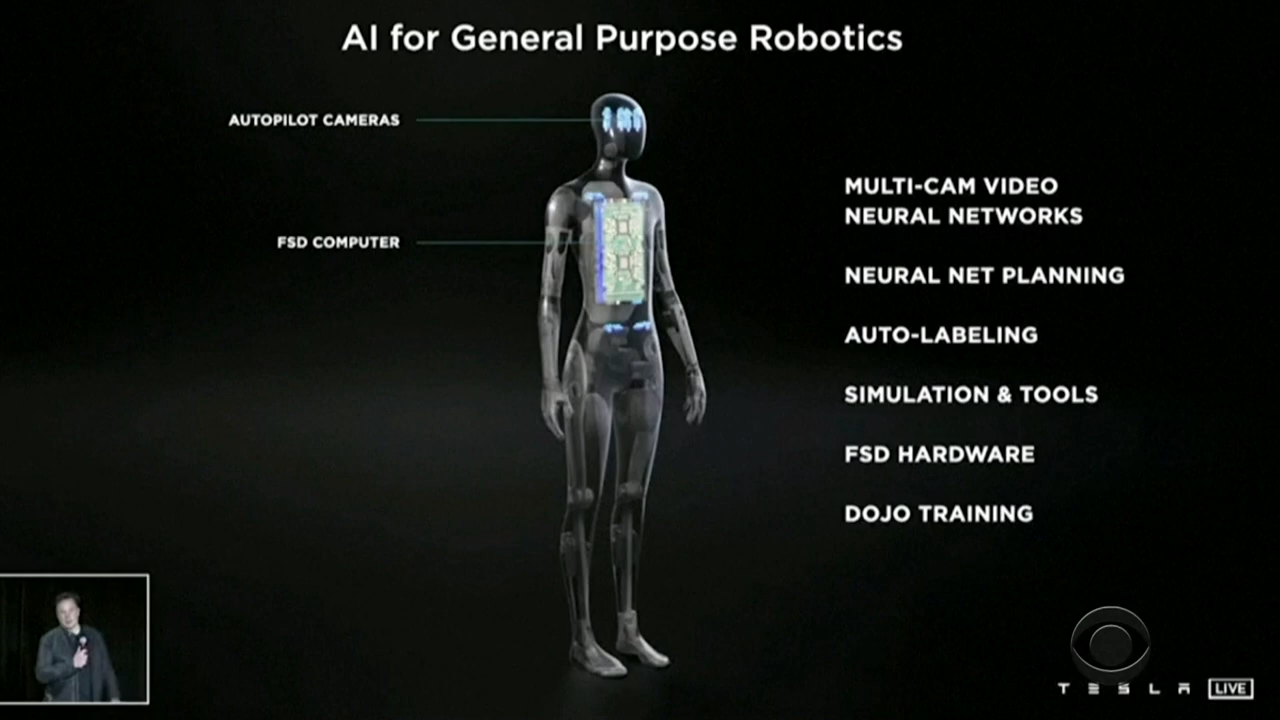 AI for General Purpose Robotics
AUTOPILOT CAMERAS
FSD COMPUTER
MULTI-CAM VIDEO
NEURAL NETWORKS
NEURAL NET PLANNING
AUTO-LABELING
SIMULATION & TOOLS
FSD HARDWARE
DOJO TRAINING
TESLA LIVE